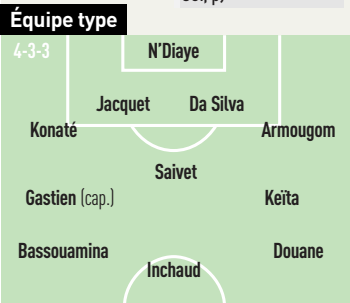 Équipe type
4-3-3
N'Diaye
Jacquet Da Silva
Konaté Armougom
Saivet
Gastien (cap.) Keïta
Bassouamina Douane
Inchaud